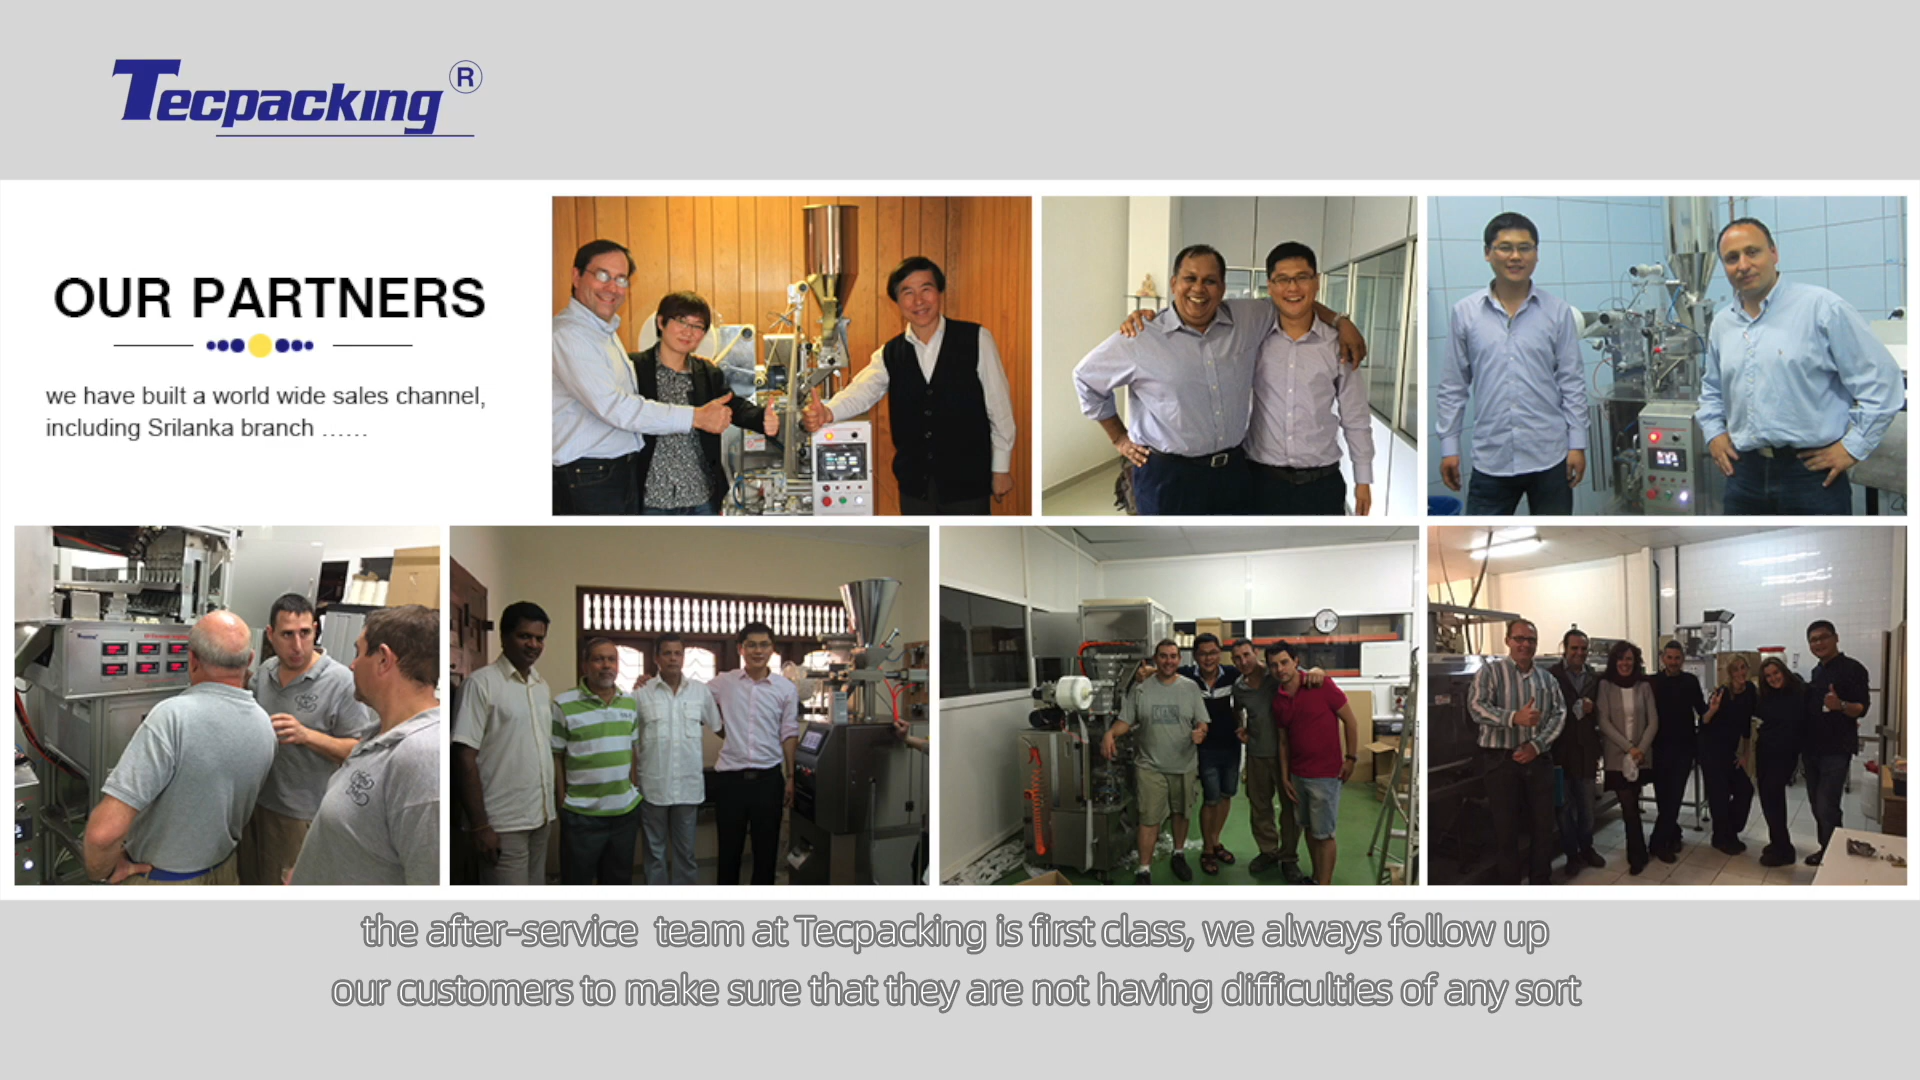 Tecpacking®
OUR PARTNERS
we have built a world wide sales channel,
including Srilanka branch ......
the after-service team at Tecpacking is first class, we always follow up
our customers to make sure that they are not having difficulties of any sort